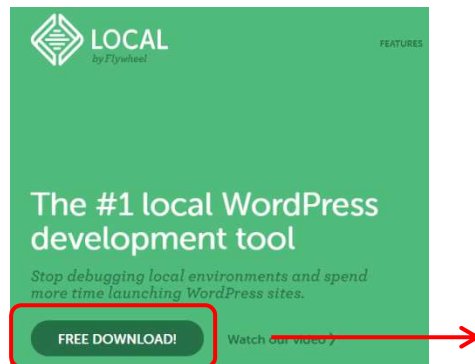 LOCAL
by Flywheel
FEATURES
The #1 local WordPress
development tool
Stop debugging local environments and spend
more time launching WordPress sites.
FREE DOWNLOAD!
Watch our video